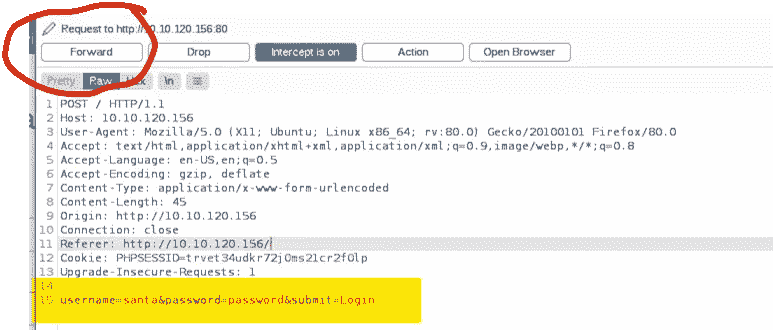 Request to http://10.10.120.156:80
Forward Drop Intercept is on Action Open Browser
Pretty Raw Hex \n
1 POST / HTTP/1.1
2 Host: 10.10.120.156
3 User-Agent: Mozilla/5.0 (X11; Ubuntu; Linux x86_64; rv:80.0) Gecko/20100101 Firefox/80.0
4 Accept: text/html,application/xhtml+xml,application/xml;q=0.9,image/webp,*/*;q=0.8
5 Accept-Language: en-US,en;q=0.5
6 Accept-Encoding: gzip, deflate
7 Content-Type: application/x-www-form-urlencoded
8 Content-Length: 45
9 Origin: http://10.10.120.156
10 Connection: close
11 Referer: http://10.10.120.156/
12 Cookie: PHPSESSID=trvet34udkr72j0ms21cr2f0lp
13 Upgrade-Insecure-Requests: 1
14
15 username=santa&password=password&submit=Login